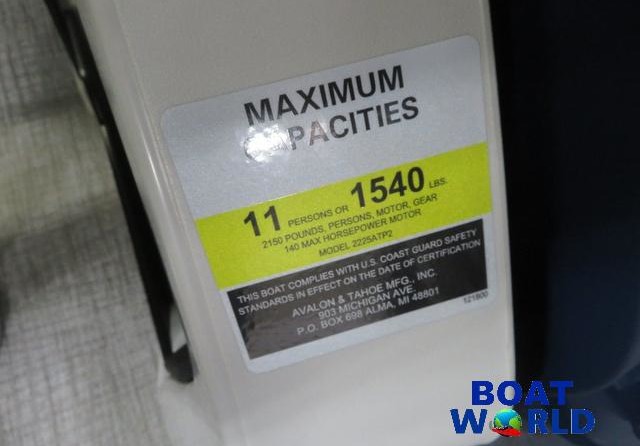 MAXIMUM
CAPACITIES
11 PERSONS OR 1540 LBS.
2150 POUNDS, PERSONS, MOTOR, GEAR
140 MAX HORSEPOWER MOTOR
MODEL 2225ATP2
THIS BOAT COMPLIES WITH U.S. COAST GUARD SAFETY
STANDARDS IN EFFECT ON THE DATE OF CERTIFICATION
AVALON & TAHOE MFG., INC.
903 MICHIGAN AVE.
P.O. BOX 698 ALMA, MI 48801
121800
BOAT
WORLD